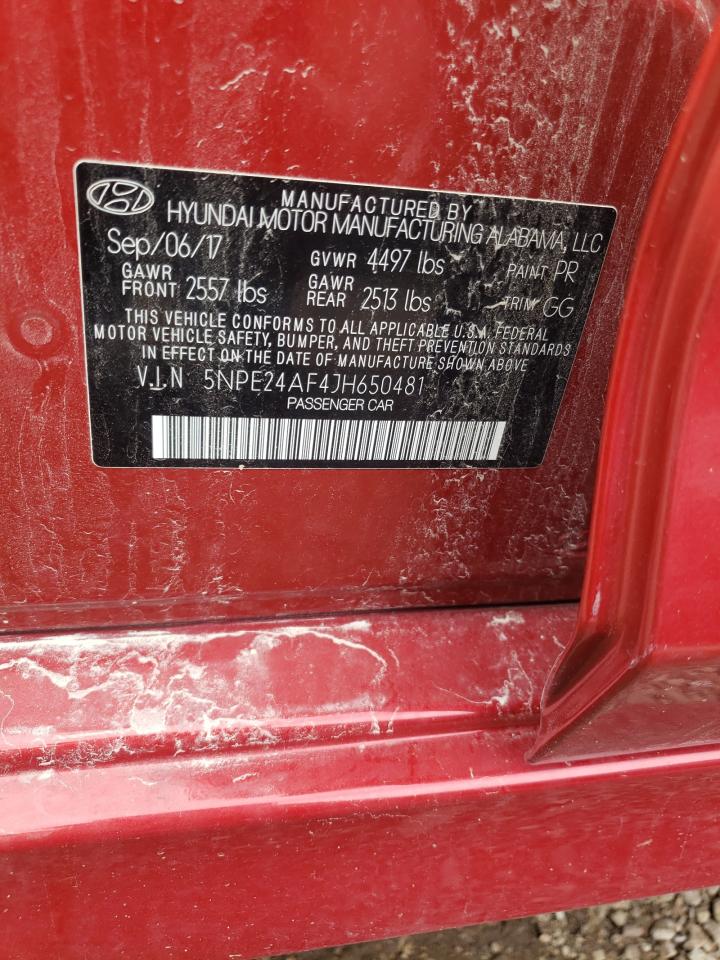 MANUFACTURED BY
HYUNDAI MOTOR MANUFACTURING ALABAMA, LLC
Sep/06/17 GVWR 4497 lbs PAINT: PR
GAWR FRONT 2557 lbs GAWR REAR 2513 lbs TRIM: GG
THIS VEHICLE CONFORMS TO ALL APPLICABLE U.S.A. FEDERAL
MOTOR VEHICLE SAFETY, BUMPER, AND THEFT PREVENTION STANDARDS
IN EFFECT ON THE DATE OF MANUFACTURE SHOWN ABOVE
V.I.N 5NPE24AF4JH650481
PASSENGER CAR